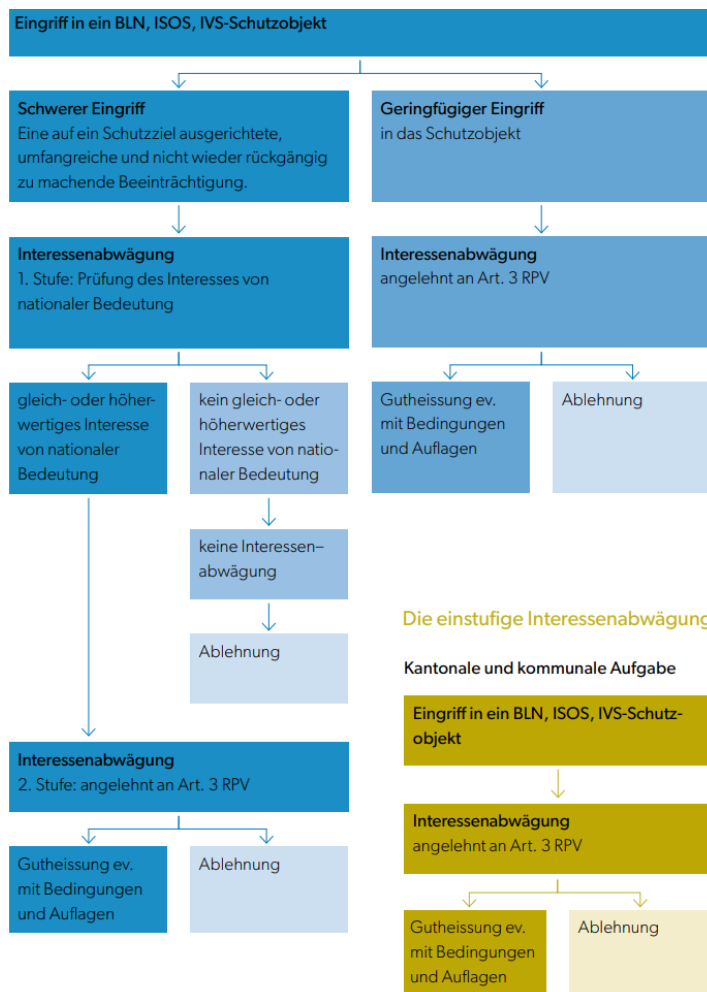 Eingriff in ein BLN, ISOS, IVS-Schutzobjekt
Schwerer Eingriff
Eine auf ein Schutzziel ausgerichtete,
umfangreiche und nicht wieder rückgängig
zu machende Beeinträchtigung.
Geringfügiger Eingriff
in das Schutzobjekt
Interessenabwägung
1. Stufe: Prüfung des Interesses von
nationaler Bedeutung
Interessenabwägung
angelehnt an Art. 3 RPV
gleich- oder höher-
wertiges Interesse
von nationaler
Bedeutung
kein gleich- oder
höherwertiges
Interesse von natio-
naler Bedeutung
Gutheissung ev.
mit Bedingungen
und Auflagen
Ablehnung
keine Interessen–
abwägung
Ablehnung
Interessenabwägung
2. Stufe: angelehnt an Art. 3 RPV
Gutheissung ev.
mit Bedingungen
und Auflagen
Ablehnung
Die einstufige Interessenabwägung
Kantonale und kommunale Aufgabe
Eingriff in ein BLN, ISOS, IVS-Schutz-
objekt
Interessenabwägung
angelehnt an Art. 3 RPV
Gutheissung ev.
mit Bedingungen
und Auflagen
Ablehnung